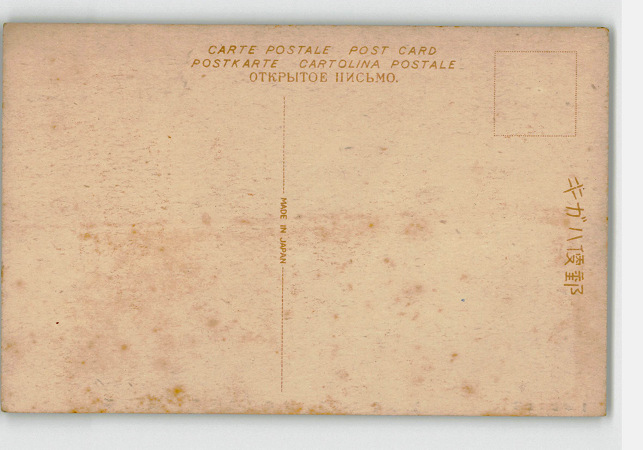 CARTE POSTALE POST CARD
POSTKARTE CARTOLINA POSTALE
ОТКРЫТОЕ ПИСЬМО.
MADE IN JAPAN
郵便ハガキ